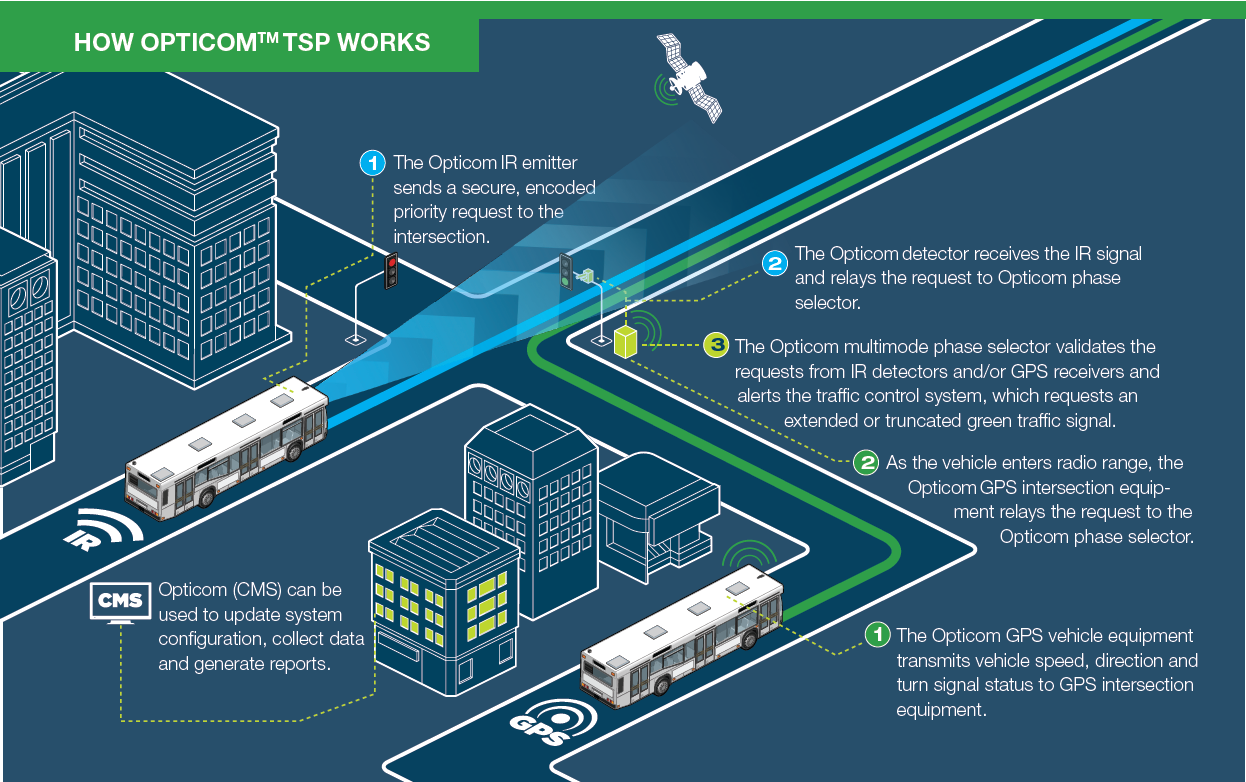 HOW OPTICOM™ TSP WORKS
1
The Opticom IR emitter
sends a secure, encoded
priority request to the
intersection.
2
The Opticom detector receives the IR signal
and relays the request to Opticom phase
selector.
3
The Opticom multimode phase selector validates the
requests from IR detectors and/or GPS receivers and
alerts the traffic control system, which requests an
extended or truncated green traffic signal.
2
As the vehicle enters radio range, the
Opticom GPS intersection equip-
ment relays the request to the
Opticom phase selector.
IR
CMS
Opticom (CMS) can be
used to update system
configuration, collect data
and generate reports.
1
The Opticom GPS vehicle equipment
transmits vehicle speed, direction and
turn signal status to GPS intersection
equipment.
GPS